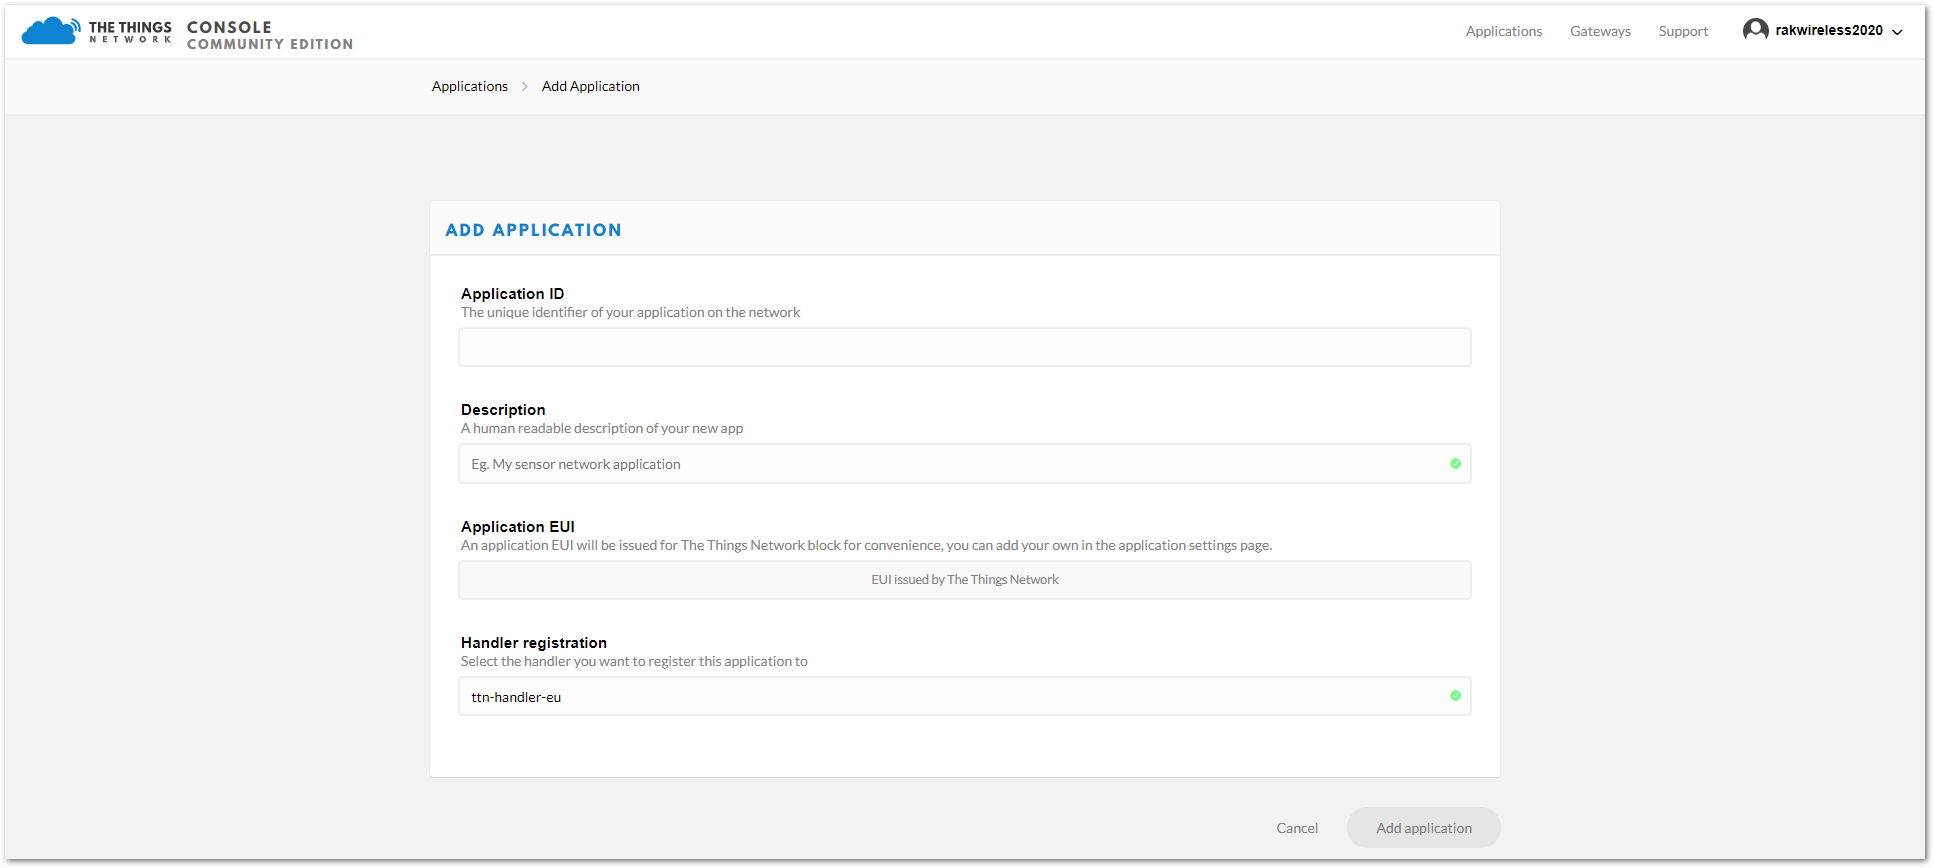 THE THINGS
NETWORK
CONSOLE
COMMUNITY EDITION
Applications
Gateways
Support
rakwireless2020
Applications
Add Application
ADD APPLICATION
Application ID
The unique identifier of your application on the network
Description
A human readable description of your new app
Eg. My sensor network application
Application EUI
An application EUI will be issued for The Things Network block for convenience, you can add your own in the application settings page.
EUI issued by The Things Network
Handler registration
Select the handler you want to register this application to
ttn-handler-eu
Cancel
Add application